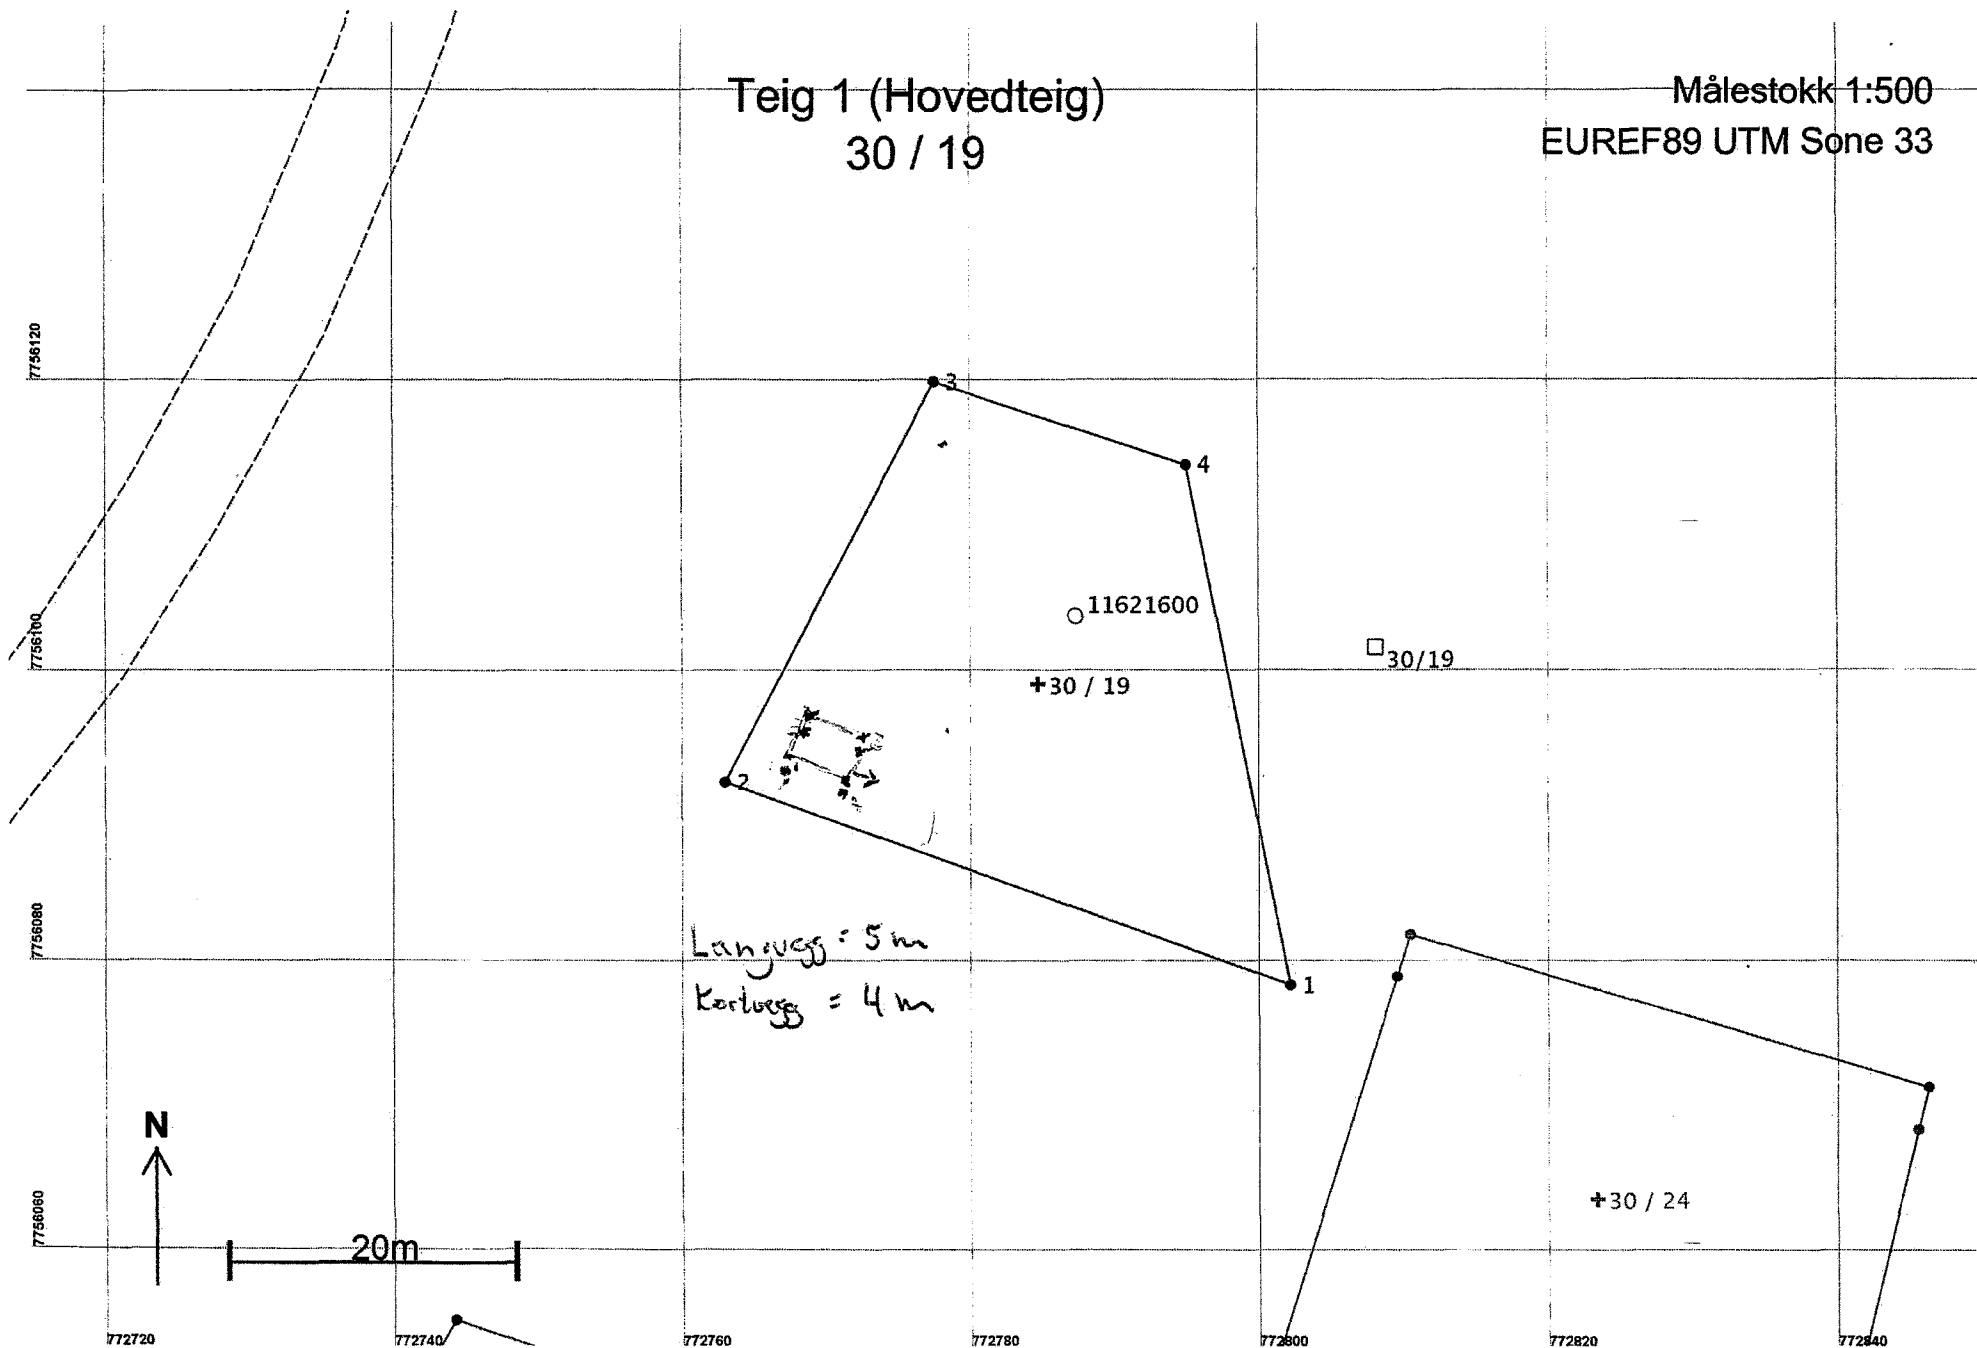 Teig 1 (Hovedteig)
30 / 19
Målestokk 1:500
EUREF89 UTM Sone 33
7756120
3
4
11621600
7756100
30/19
30 / 19
2
7756080
Langvegg = 5 m
1
Kortvegg = 4 m
N
30 / 24
7756060
20m
772720
772740
772760
772780
772800
772820
772840